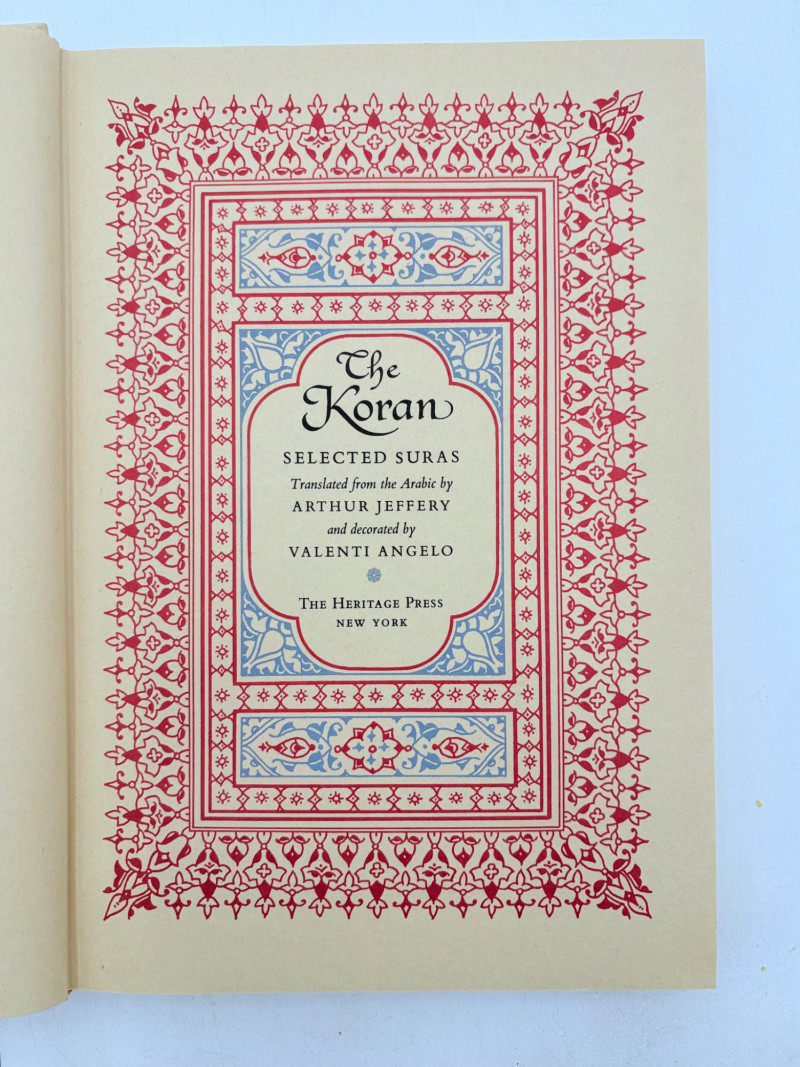 The
Koran
SELECTED SURAS
Translated from the Arabic by
ARTHUR JEFFERY
and decorated by
VALENTI ANGELO
THE HERITAGE PRESS
NEW YORK